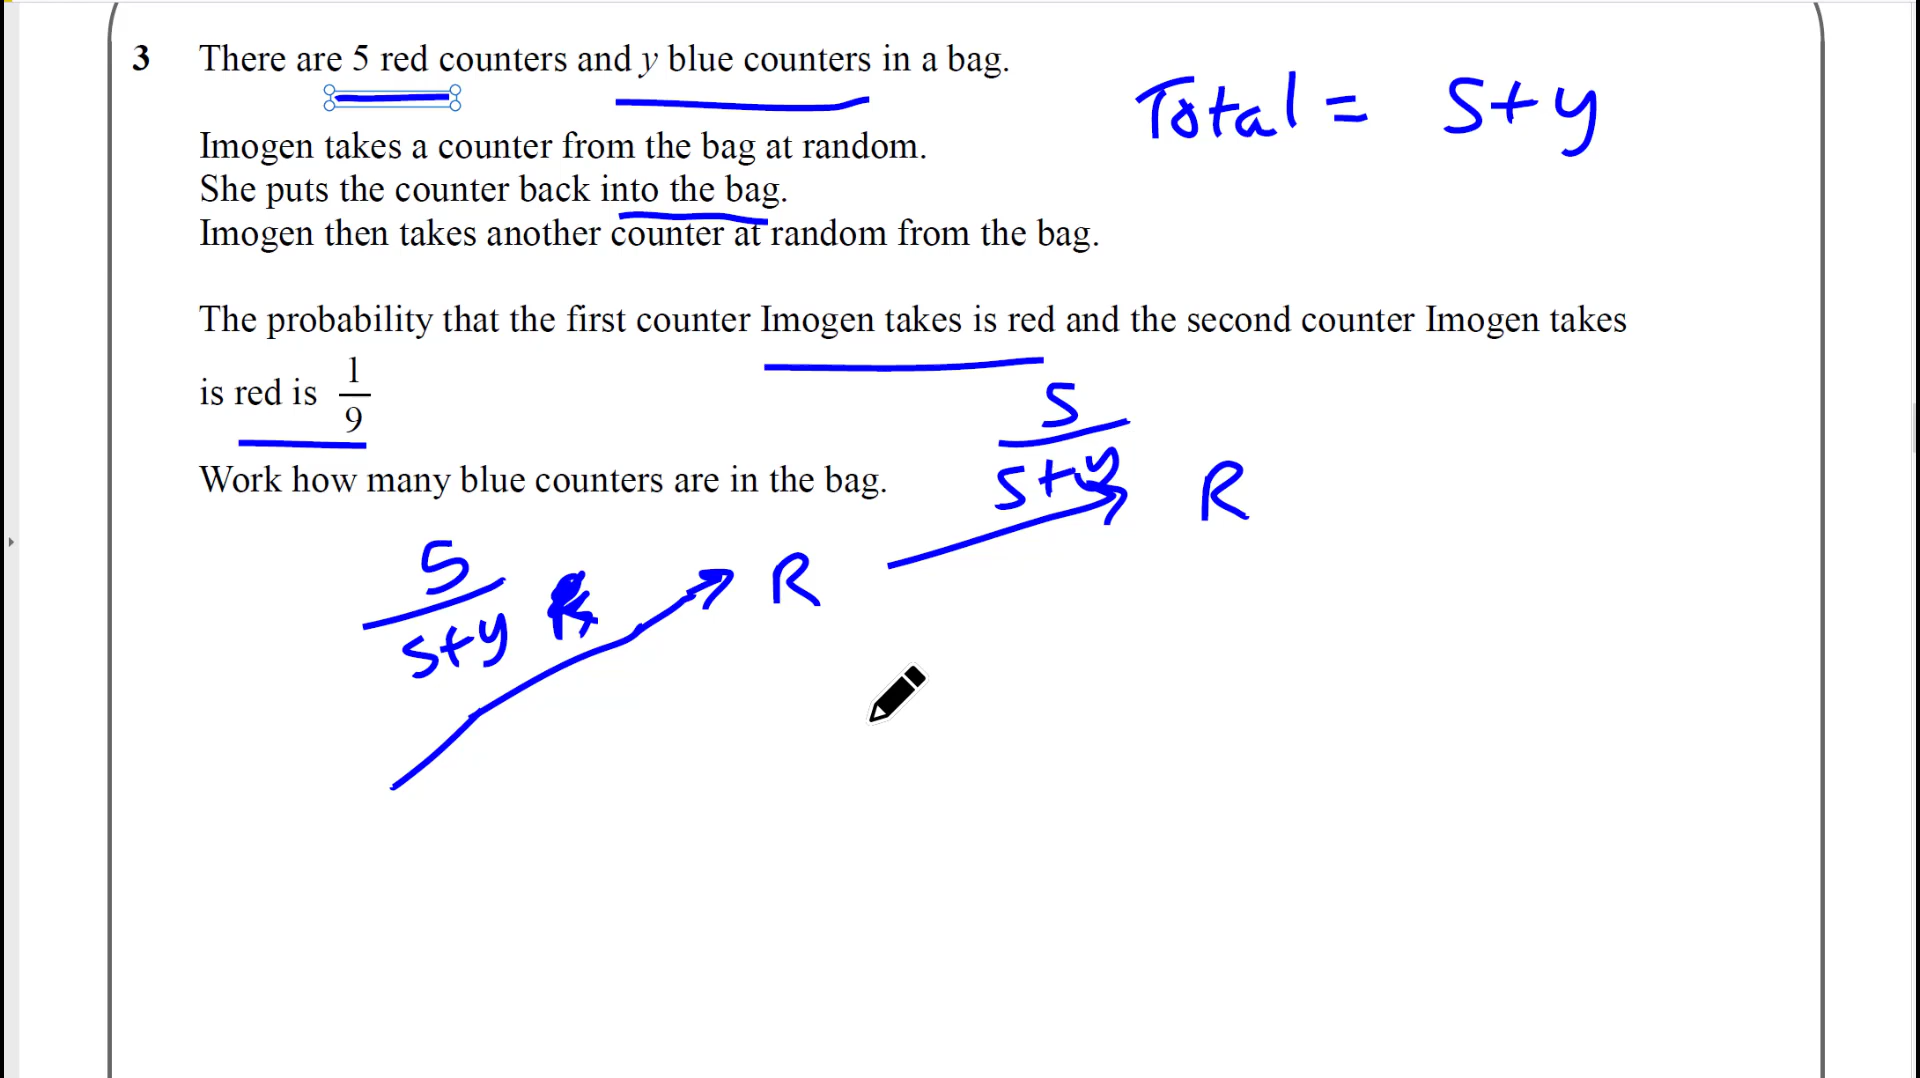 3 There are 5 red counters and y blue counters in a bag.
Total = 5+y
Imogen takes a counter from the bag at random.
She puts the counter back into the bag.
Imogen then takes another counter at random from the bag.
The probability that the first counter Imogen takes is red and the second counter Imogen takes
is red is 1/9
Work how many blue counters are in the bag.
5/5+y R
5/5+y R